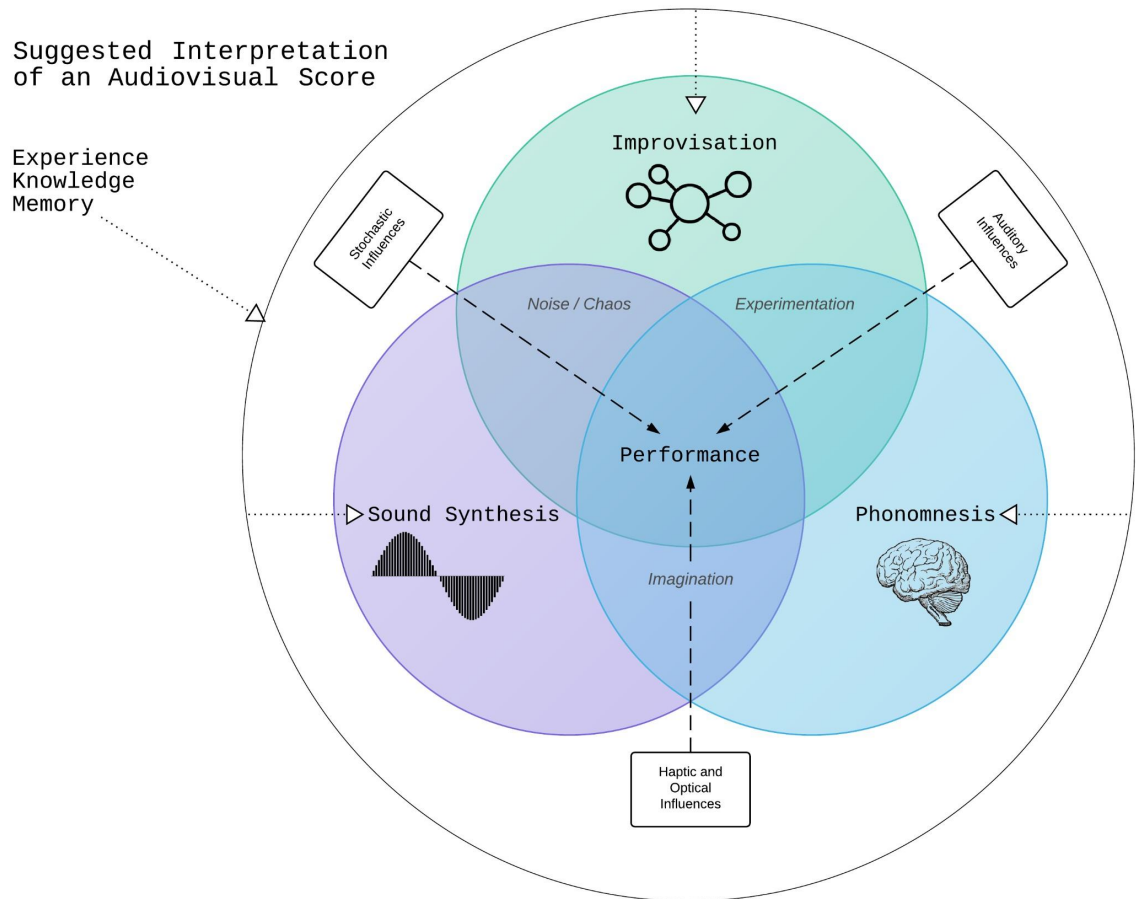 Suggested Interpretation
of an Audiovisual Score
Experience
Knowledge
Memory
Improvisation
Stochastic
Influences
Auditory
Influences
Noise / Chaos
Experimentation
Performance
Sound Synthesis
Phonomnesis
Imagination
Haptic and
Optical
Influences